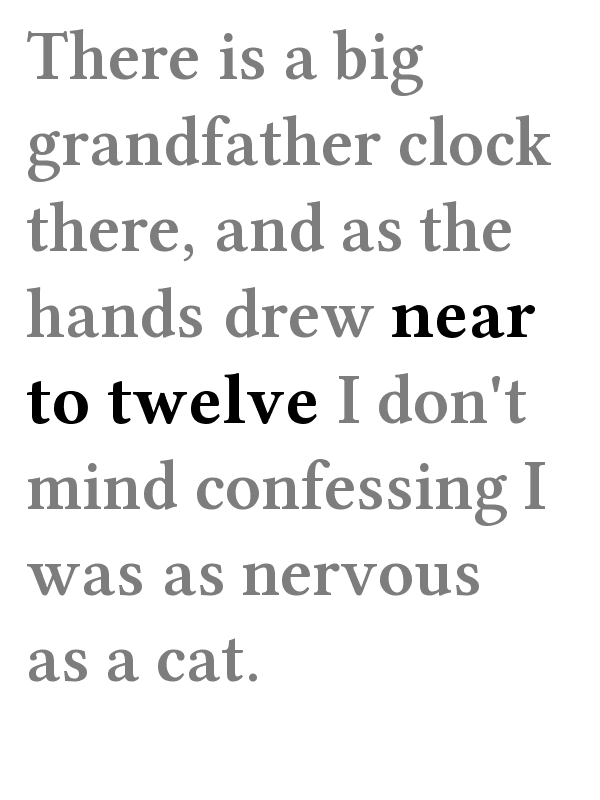 There is a big
grandfather clock
there, and as the
hands drew near
to twelve I don't
mind confessing I
was as nervous
as a cat.